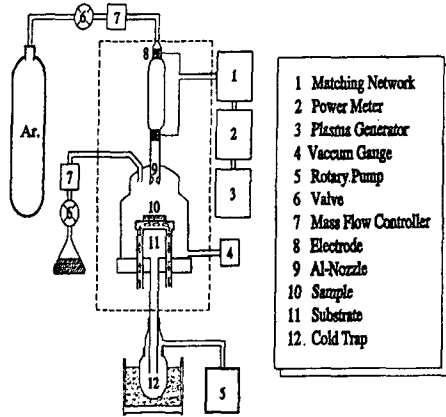 6
7
8
1
Ar.
2
7
9
3
6
10
11
4
12
5
1 Matching Network
2 Power Meter
3 Plasma Generator
4 Vaccum Gauge
5 Rotary.Pump
6 Valve
7 Mass Flow Controller
8 Electrode
9 Al-Nozzle
10 Sample
11 Substrate
12. Cold Trap